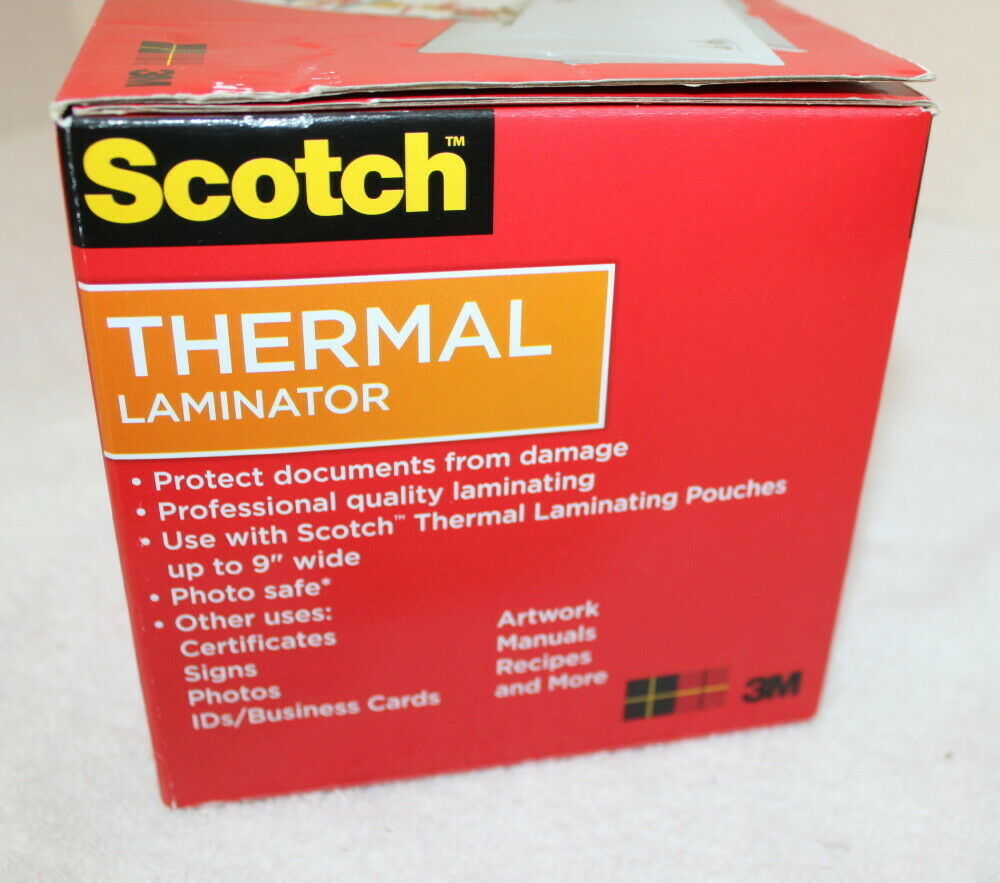 3M
Scotch™
THERMAL
LAMINATOR
• Protect documents from damage
• Professional quality laminating
• Use with Scotch™ Thermal Laminating Pouches
up to 9" wide
• Photo safe*
• Other uses:
Certificates
Signs
Photos
IDs/Business Cards
Artwork
Manuals
Recipes
and More
3M